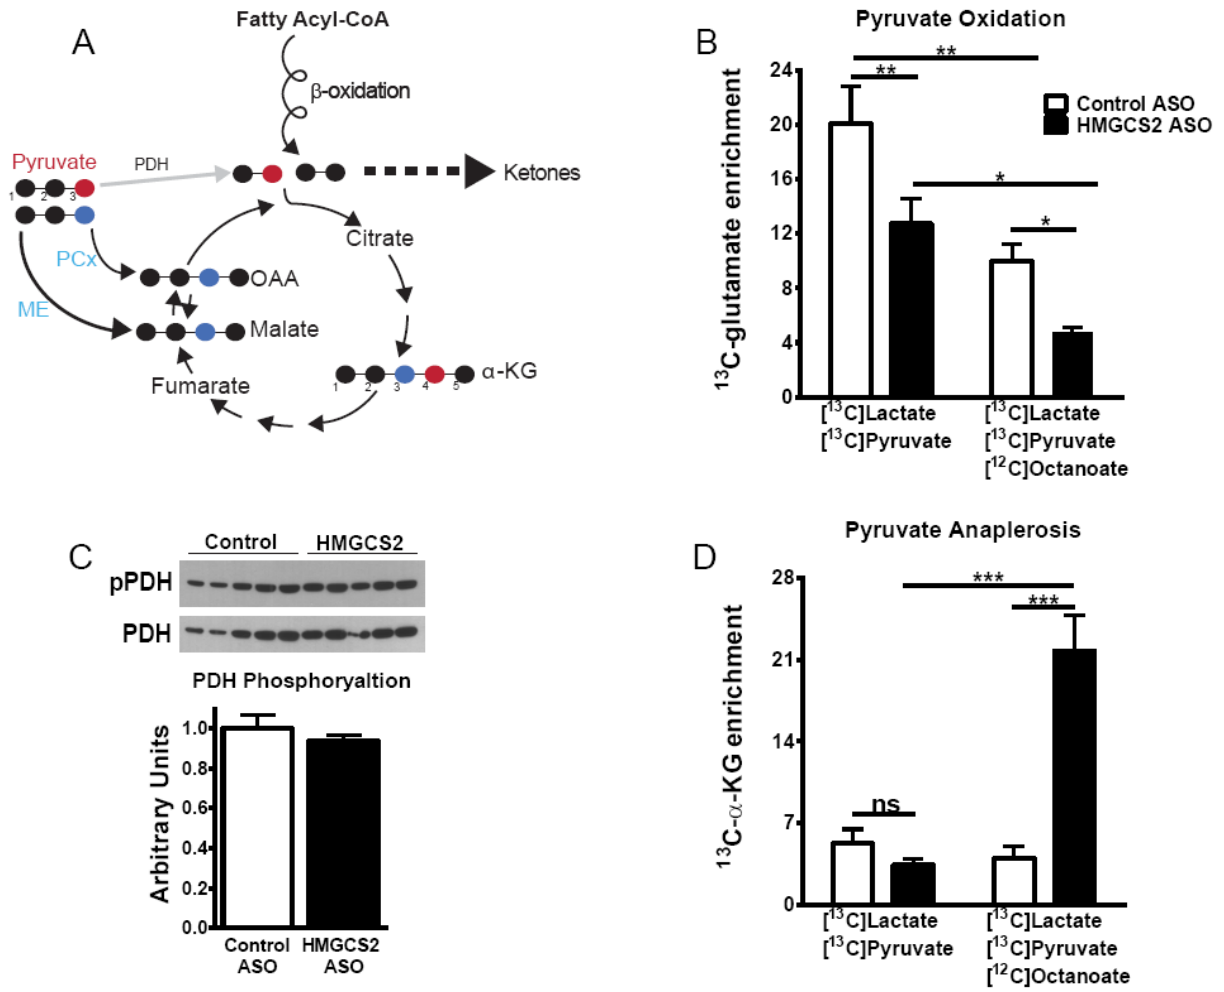 A
Fatty Acyl-CoA
β-oxidation
Pyruvate
PDH
1 2 3
Ketones
Citrate
PCx
OAA
ME
Malate
α-KG
1 2 3 4 5
Fumarate
B
Pyruvate Oxidation
**
**
Control ASO
HMGCS2 ASO
*
*
¹³C-glutamate enrichment
24
20
16
12
8
4
0
[¹³C]Lactate [¹³C]Lactate
[¹³C]Pyruvate [¹³C]Pyruvate
[¹²C]Octanoate
C
Control HMGCS2
pPDH
PDH
PDH Phosphoryaltion
Arbitrary Units
1.0
0.8
0.6
0.4
0.2
0.0
Control HMGCS2
ASO ASO
D
Pyruvate Anaplerosis
***
***
ns
¹³C-α-KG enrichment
28
21
14
7
0
[¹³C]Lactate [¹³C]Lactate
[¹³C]Pyruvate [¹³C]Pyruvate
[¹²C]Octanoate